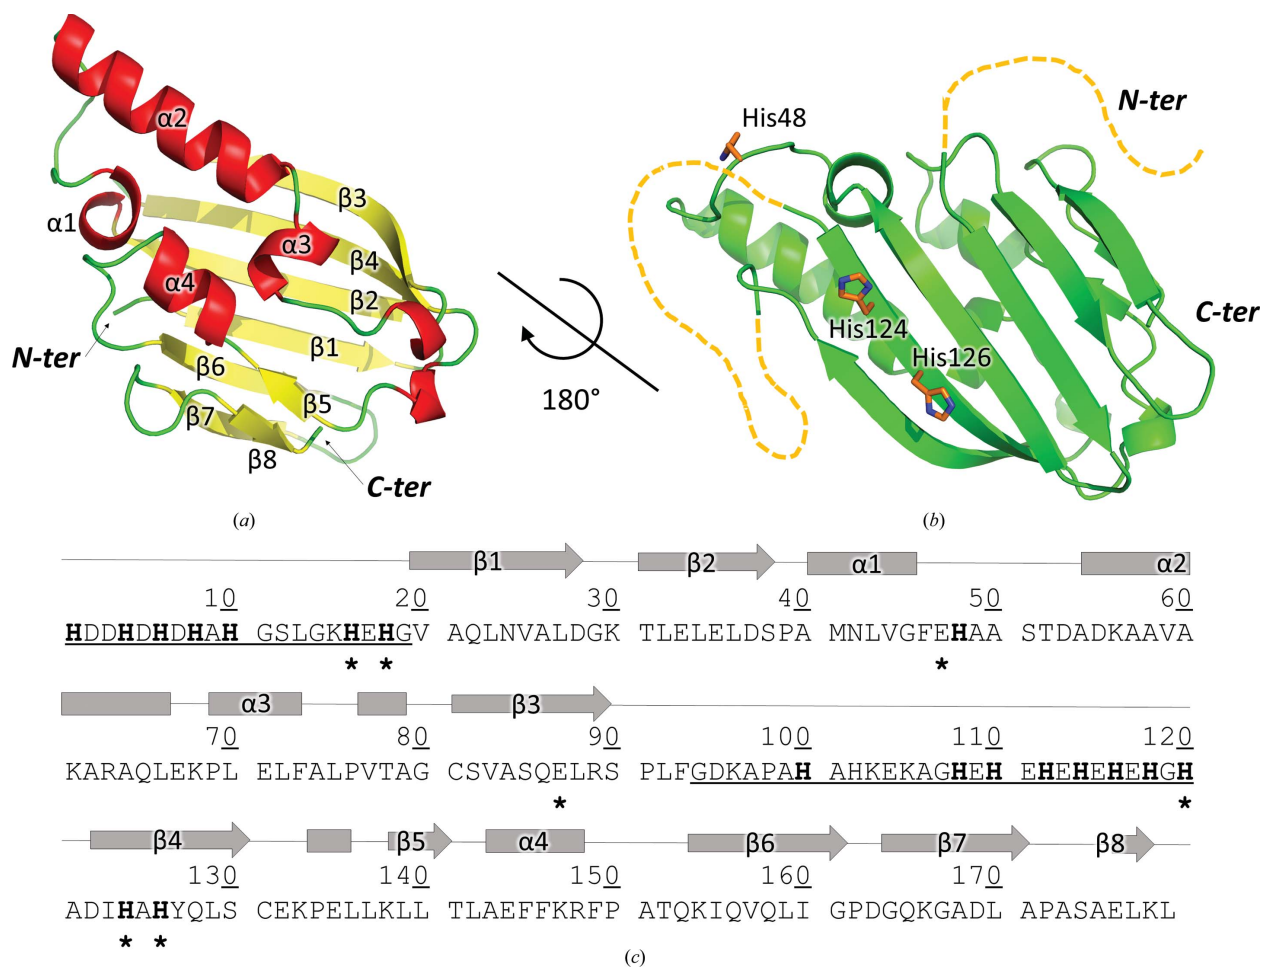 α2
α1
α3
α4
β3
β4
β2
β1
β6
β5
β7
β8
N-ter
C-ter
180°
His48
N-ter
His124
His126
C-ter
(a)
(b)
β1 β2 α1 α2
10 20 30 40 50 60
HDDHDHDHAH GSLGKHEHGV AQLNVALDGK TLELELDSPA MNLVGFEHAA STDADKAAVA
* * *
α3 β3
70 80 90 100 110 120
KARAQLEKPL ELFALPVTAG CSVASQELRS PLFGDKAPAH AHKEKAGHEH EHEHEHEHGH
* *
β4 β5 α4 β6 β7 β8
130 140 150 160 170
ADIHAHYQLS CEKPELLKLL TLAEFFKRFP ATQKIQVQLI GPDGQKGADL APASAELKL
* *
(c)